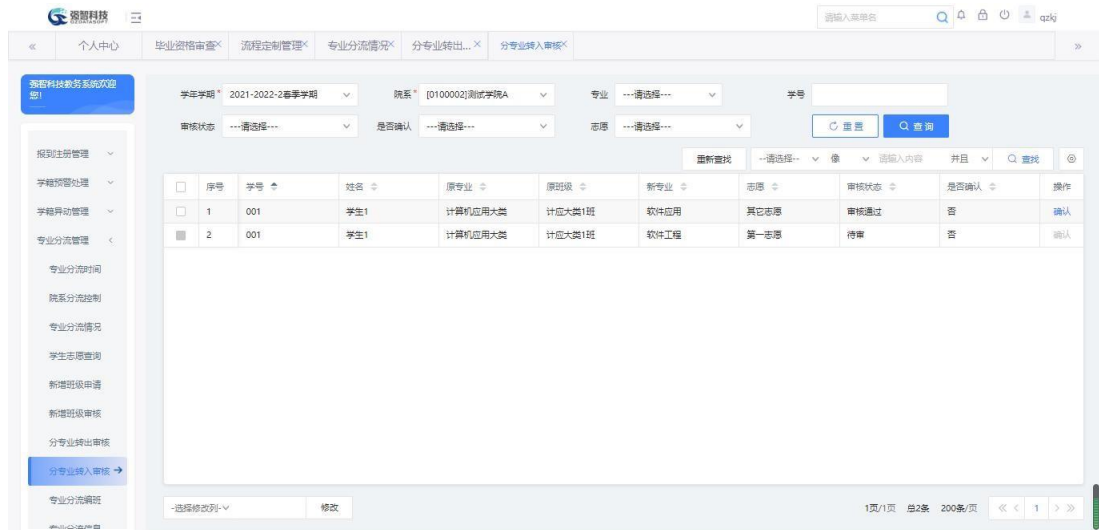 强智科技
QZDATASOFT
请输入菜单名
qzkj
个人中心 毕业资格审查 流程定制管理 专业分流情况 分专业转出... 分专业转入审核
强智科技教务系统欢迎您!
学年学期* 2021-2022-2春季学期 院系* [0100002]测试学院A 专业 ---请选择--- 学号
审核状态 ---请选择--- 是否确认 ---请选择--- 志愿 ---请选择--- 重置 查询
重新查找 --请选择-- 像 请输入内容 并且 查找
序号 学号 姓名 原专业 原班级 新专业 志愿 审核状态 是否确认 操作
1 001 学生1 计算机应用大类 计应大类1班 软件应用 其它志愿 审核通过 否 确认
2 001 学生1 计算机应用大类 计应大类1班 软件工程 第一志愿 待审 否 确认
报到注册管理
学籍预警处理
学籍异动管理
专业分流管理
专业分流时间
院系分流控制
专业分流情况
学生志愿查询
新增班级申请
新增班级审核
分专业转出审核
分专业转入审核
专业分流编班
专业分流信息
-选择修改列- 修改 1页/1页 总2条 200条/页 1